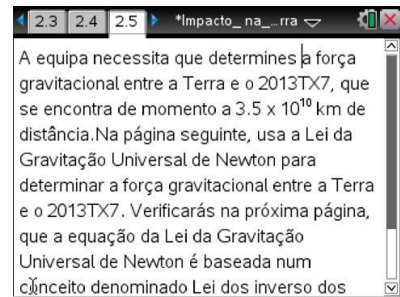 2.3 2.4 2.5 *Impacto_ na_...rra
A equipa necessita que determines a força
gravitacional entre a Terra e o 2013TX7, que
se encontra de momento a 3.5 x 10¹⁰ km de
distância.Na página seguinte, usa a Lei da
Gravitação Universal de Newton para
determinar a força gravitacional entre a Terra
e o 2013TX7. Verificarás na próxima página,
que a equação da Lei da Gravitação
Universal de Newton é baseada num
conceito denominado Lei dos inverso dos